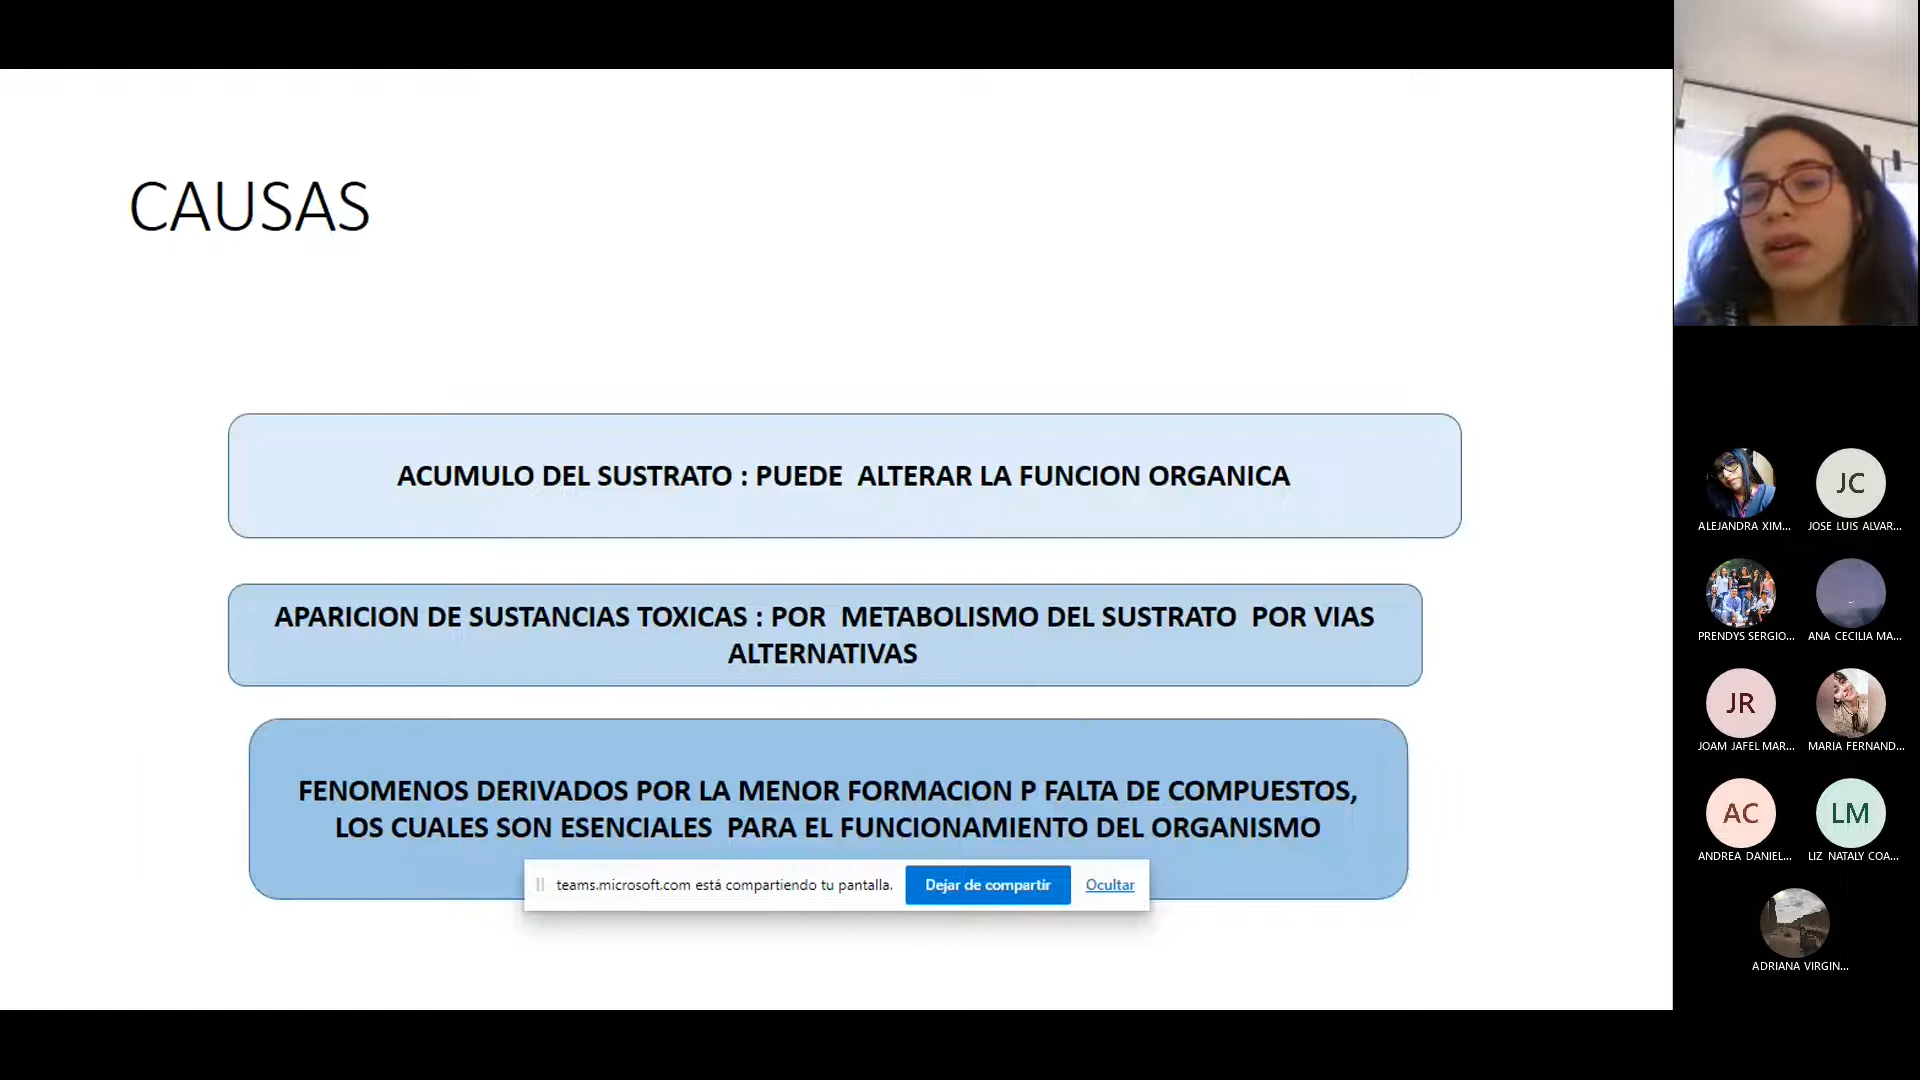 CAUSAS
ACUMULO DEL SUSTRATO : PUEDE ALTERAR LA FUNCION ORGANICA
APARICION DE SUSTANCIAS TOXICAS : POR METABOLISMO DEL SUSTRATO POR VIAS
ALTERNATIVAS
FENOMENOS DERIVADOS POR LA MENOR FORMACION P FALTA DE COMPUESTOS,
LOS CUALES SON ESENCIALES PARA EL FUNCIONAMIENTO DEL ORGANISMO
teams.microsoft.com está compartiendo tu pantalla. Dejar de compartir Ocultar
JC
ALEJANDRA XIM... JOSE LUIS ALVAR...
PRENDYS SERGIO... ANA CECILIA MA...
JR
JOAM JAFEL MAR... MARIA FERNAND...
AC LM
ANDREA DANIEL... LIZ NATALY COA...
ADRIANA VIRGIN...